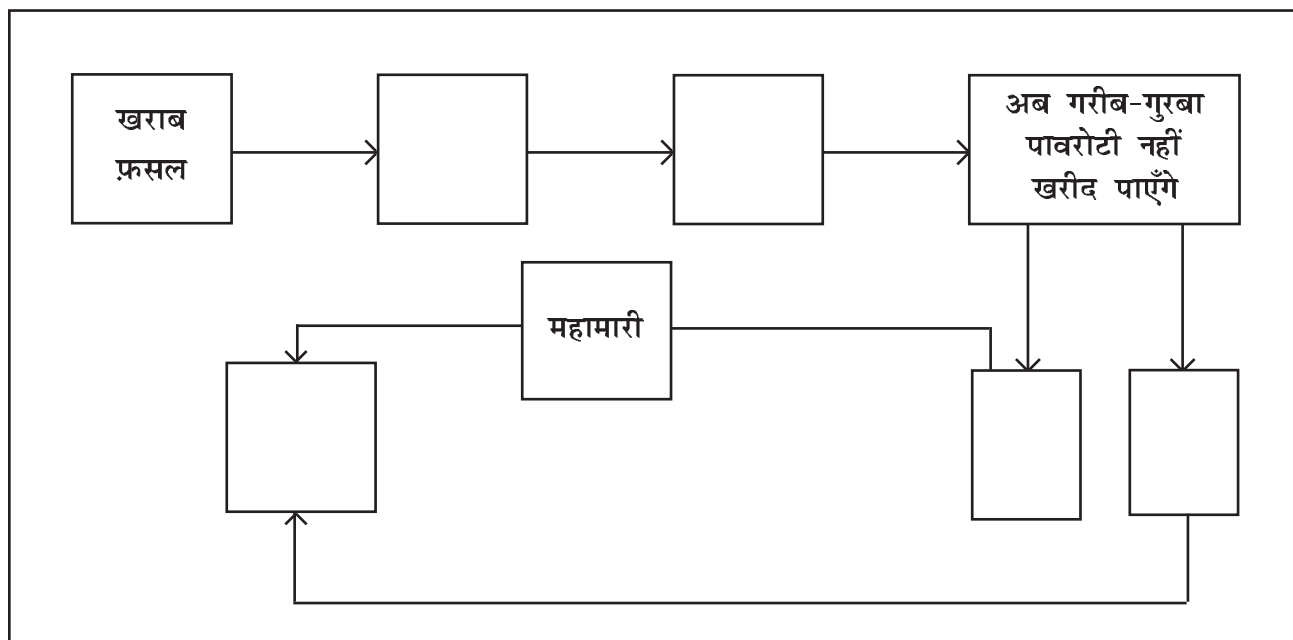 खराब
फ़सल
अब गरीब-गुरबा
पावरोटी नहीं
खरीद पाएँगे
महामारी